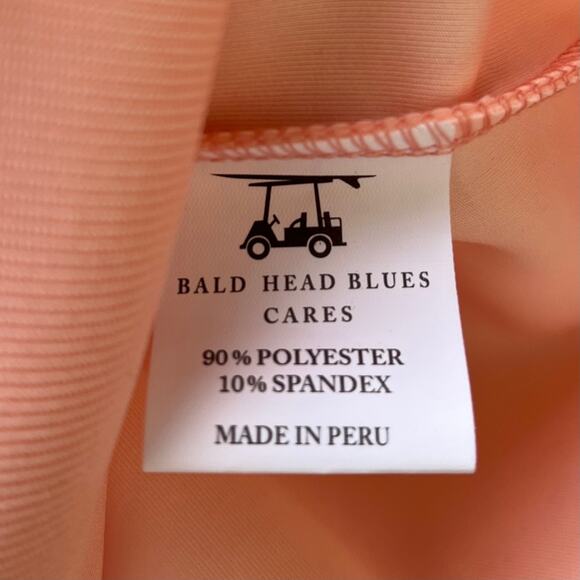 BALD HEAD BLUES
CARES
90% POLYESTER
10% SPANDEX
MADE IN PERU